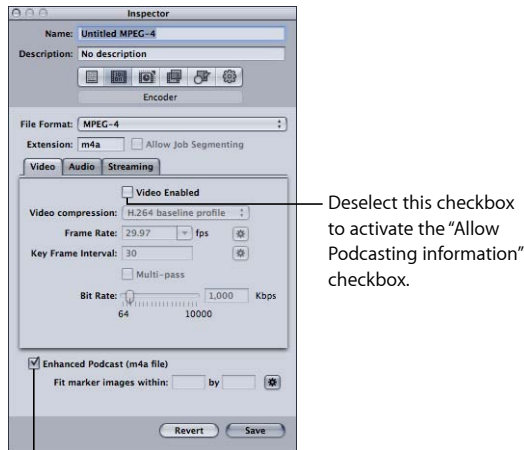 Inspector
Name: Untitled MPEG-4
Description: No description
Encoder
File Format: MPEG-4
Extension: m4a Allow Job Segmenting
Video Audio Streaming
Video Enabled
Video compression: H.264 baseline profile
Frame Rate: 29.97 fps
Key Frame Interval: 30
Multi-pass
Bit Rate: 1,000 Kbps
64 10000
Enhanced Podcast (m4a file)
Fit marker images within: by
Revert Save
Deselect this checkbox
to activate the “Allow
Podcasting information”
checkbox.